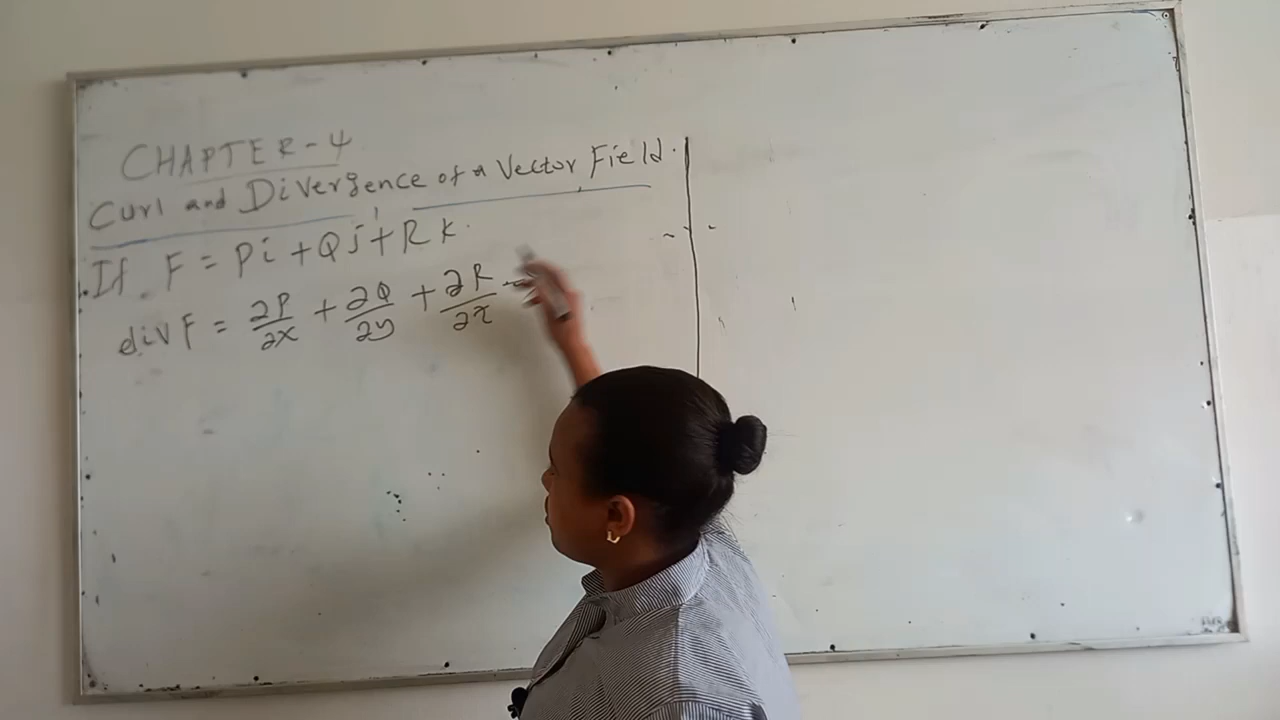 CHAPTER-4
Curl and Divergence of a Vector Field.
If F = Pi + Qj + Rk.
div F = ∂P/∂x + ∂Q/∂y + ∂R/∂z